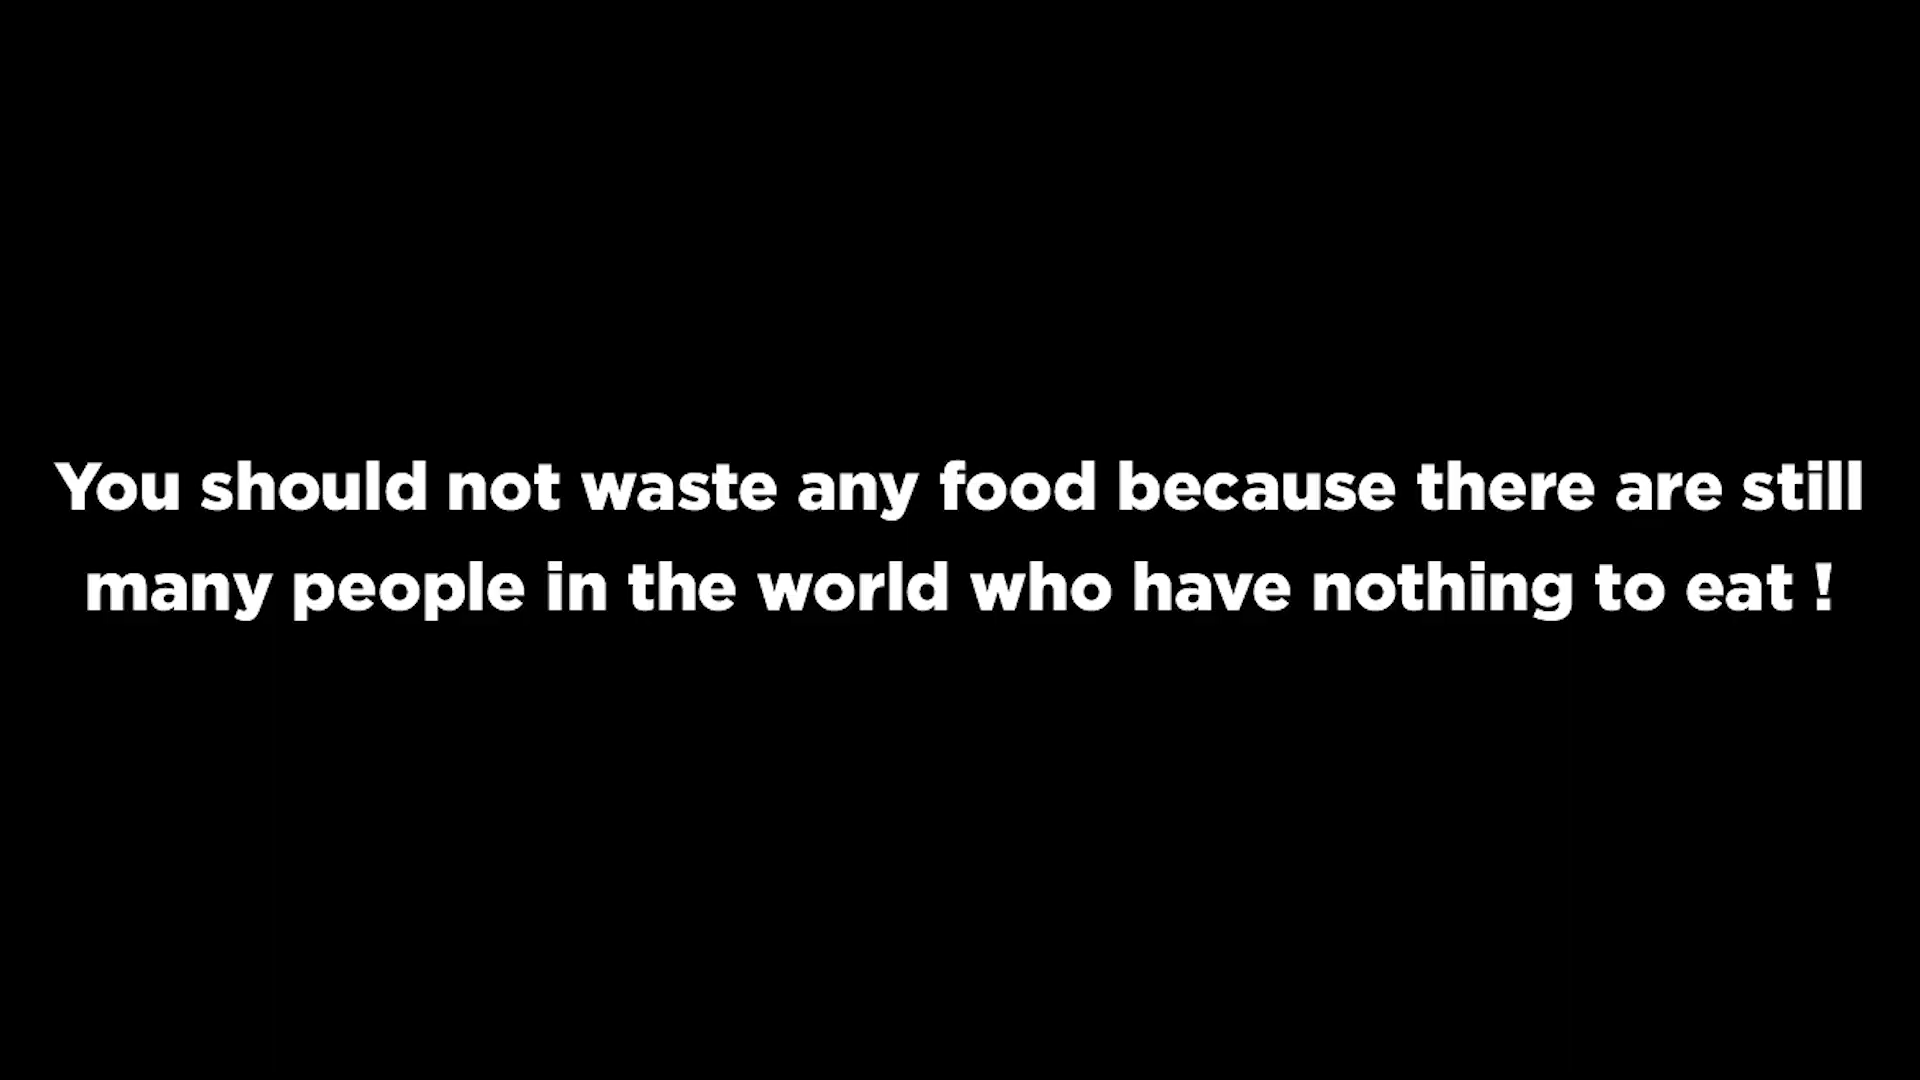 You should not waste any food because there are still
many people in the world who have nothing to eat !